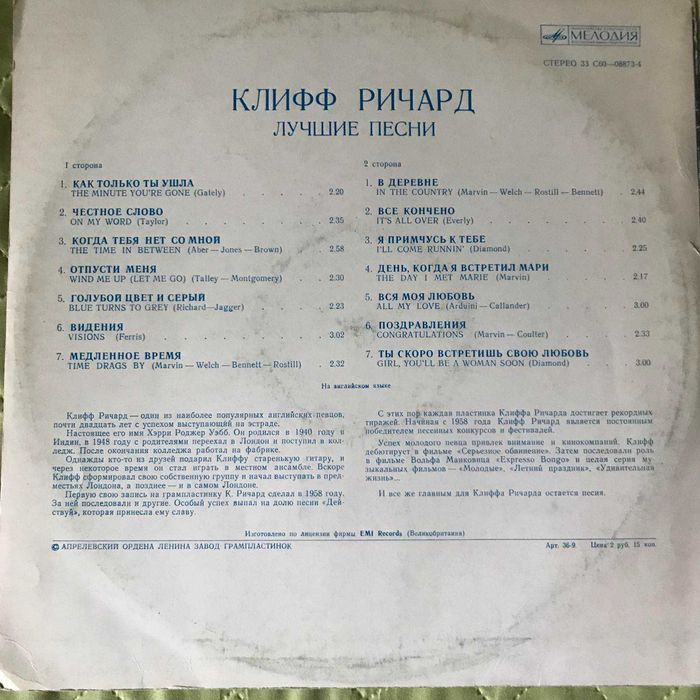 МЕЛОДИЯ
СТЕРЕО 33 С60—08873-4
КЛИФФ РИЧАРД
ЛУЧШИЕ ПЕСНИ
1 сторона
1. КАК ТОЛЬКО ТЫ УШЛА
THE MINUTE YOU'RE GONE (Gately) 2.20
2. ЧЕСТНОЕ СЛОВО
ON MY WORD (Taylor) 2.35
3. КОГДА ТЕБЯ НЕТ СО МНОЙ
THE TIME IN BETWEEN (Aber—Jones—Brown) 2.58
4. ОТПУСТИ МЕНЯ
WIND ME UP (LET ME GO) (Talley—Montgomery) 2.30
5. ГОЛУБОЙ ЦВЕТ И СЕРЫЙ
BLUE TURNS TO GREY (Richard—Jagger) 2.23
6. ВИДЕНИЯ
VISIONS (Ferris) 3.02
7. МЕДЛЕННОЕ ВРЕМЯ
TIME DRAGS BY (Marvin—Welch—Bennett—Rostill) 2.32
2 сторона
1. В ДЕРЕВНЕ
IN THE COUNTRY (Marvin—Welch—Rostill—Bennett) 2.44
2. ВСЕ КОНЧЕНО
IT'S ALL OVER (Everly) 2.40
3. Я ПРИМЧУСЬ К ТЕБЕ
I'LL COME RUNNIN' (Diamond) 2.25
4. ДЕНЬ, КОГДА Я ВСТРЕТИЛ МАРИ
THE DAY I MET MARIE (Marvin) 2.17
5. ВСЯ МОЯ ЛЮБОВЬ
ALL MY LOVE (Arduini—Callander) 3.00
6. ПОЗДРАВЛЕНИЯ
CONGRATULATIONS (Marvin—Coulter) 2.33
7. ТЫ СКОРО ВСТРЕТИШЬ СВОЮ ЛЮБОВЬ
GIRL, YOU'LL BE A WOMAN SOON (Diamond) 3.00
На английском языке
Клифф Ричард—один из наиболее популярных английских певцов,
почти двадцать лет с успехом выступающий на эстраде.
Настоящее его имя Хэрри Роджер Уэбб. Он родился в 1940 году в
Индии, в 1948 году с родителями переехал в Лондон и поступил в кол-
ледж. После окончания колледжа работал на фабрике.
Однажды кто-то из друзей подарил Клиффу старенькую гитару, и
через некоторое время он стал играть в местном ансамбле. Вскоре
Клифф сформировал свою собственную группу и начал выступать в пред-
местьях Лондона, а позднее—и в самом Лондоне.
Первую свою запись на грампластинку К. Ричард сделал в 1958 году.
За ней последовали и другие. Особый успех выпал на долю песни «Дей-
ствуй», которая принесла ему славу.
С этих пор каждая пластинка Клиффа Ричарда достигает рекордных
тиражей. Начиная с 1958 года Клифф Ричард является постоянным
победителем песенных конкурсов и фестивалей.
Успех молодого певца привлек внимание и кинокомпаний. Клифф
дебютирует в фильме «Серьезное обвинение». Затем последовали роль
в фильме Вольфа Манковица «Expresso Bongo» и целая серия му-
зыкальных фильмов—«Молодые», «Летний праздник», «Удивительная
жизнь»...
И все же главным для Клиффа Ричарда остается песня.
Изготовлено по лицензии фирмы EMI Records (Великобритания)
© АПРЕЛЕВСКИЙ ОРДЕНА ЛЕНИНА ЗАВОД ГРАМПЛАСТИНОК
Арт. 36-9. Цена 2 руб. 15 коп.